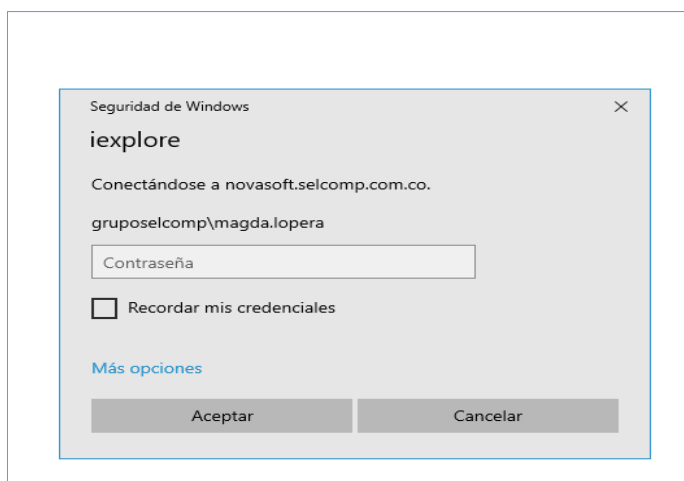 Seguridad de Windows
iexplore
Conectándose a novasoft.selcomp.com.co.
gruposelcomp\magda.lopera
Contraseña
Recordar mis credenciales
Más opciones
Aceptar Cancelar